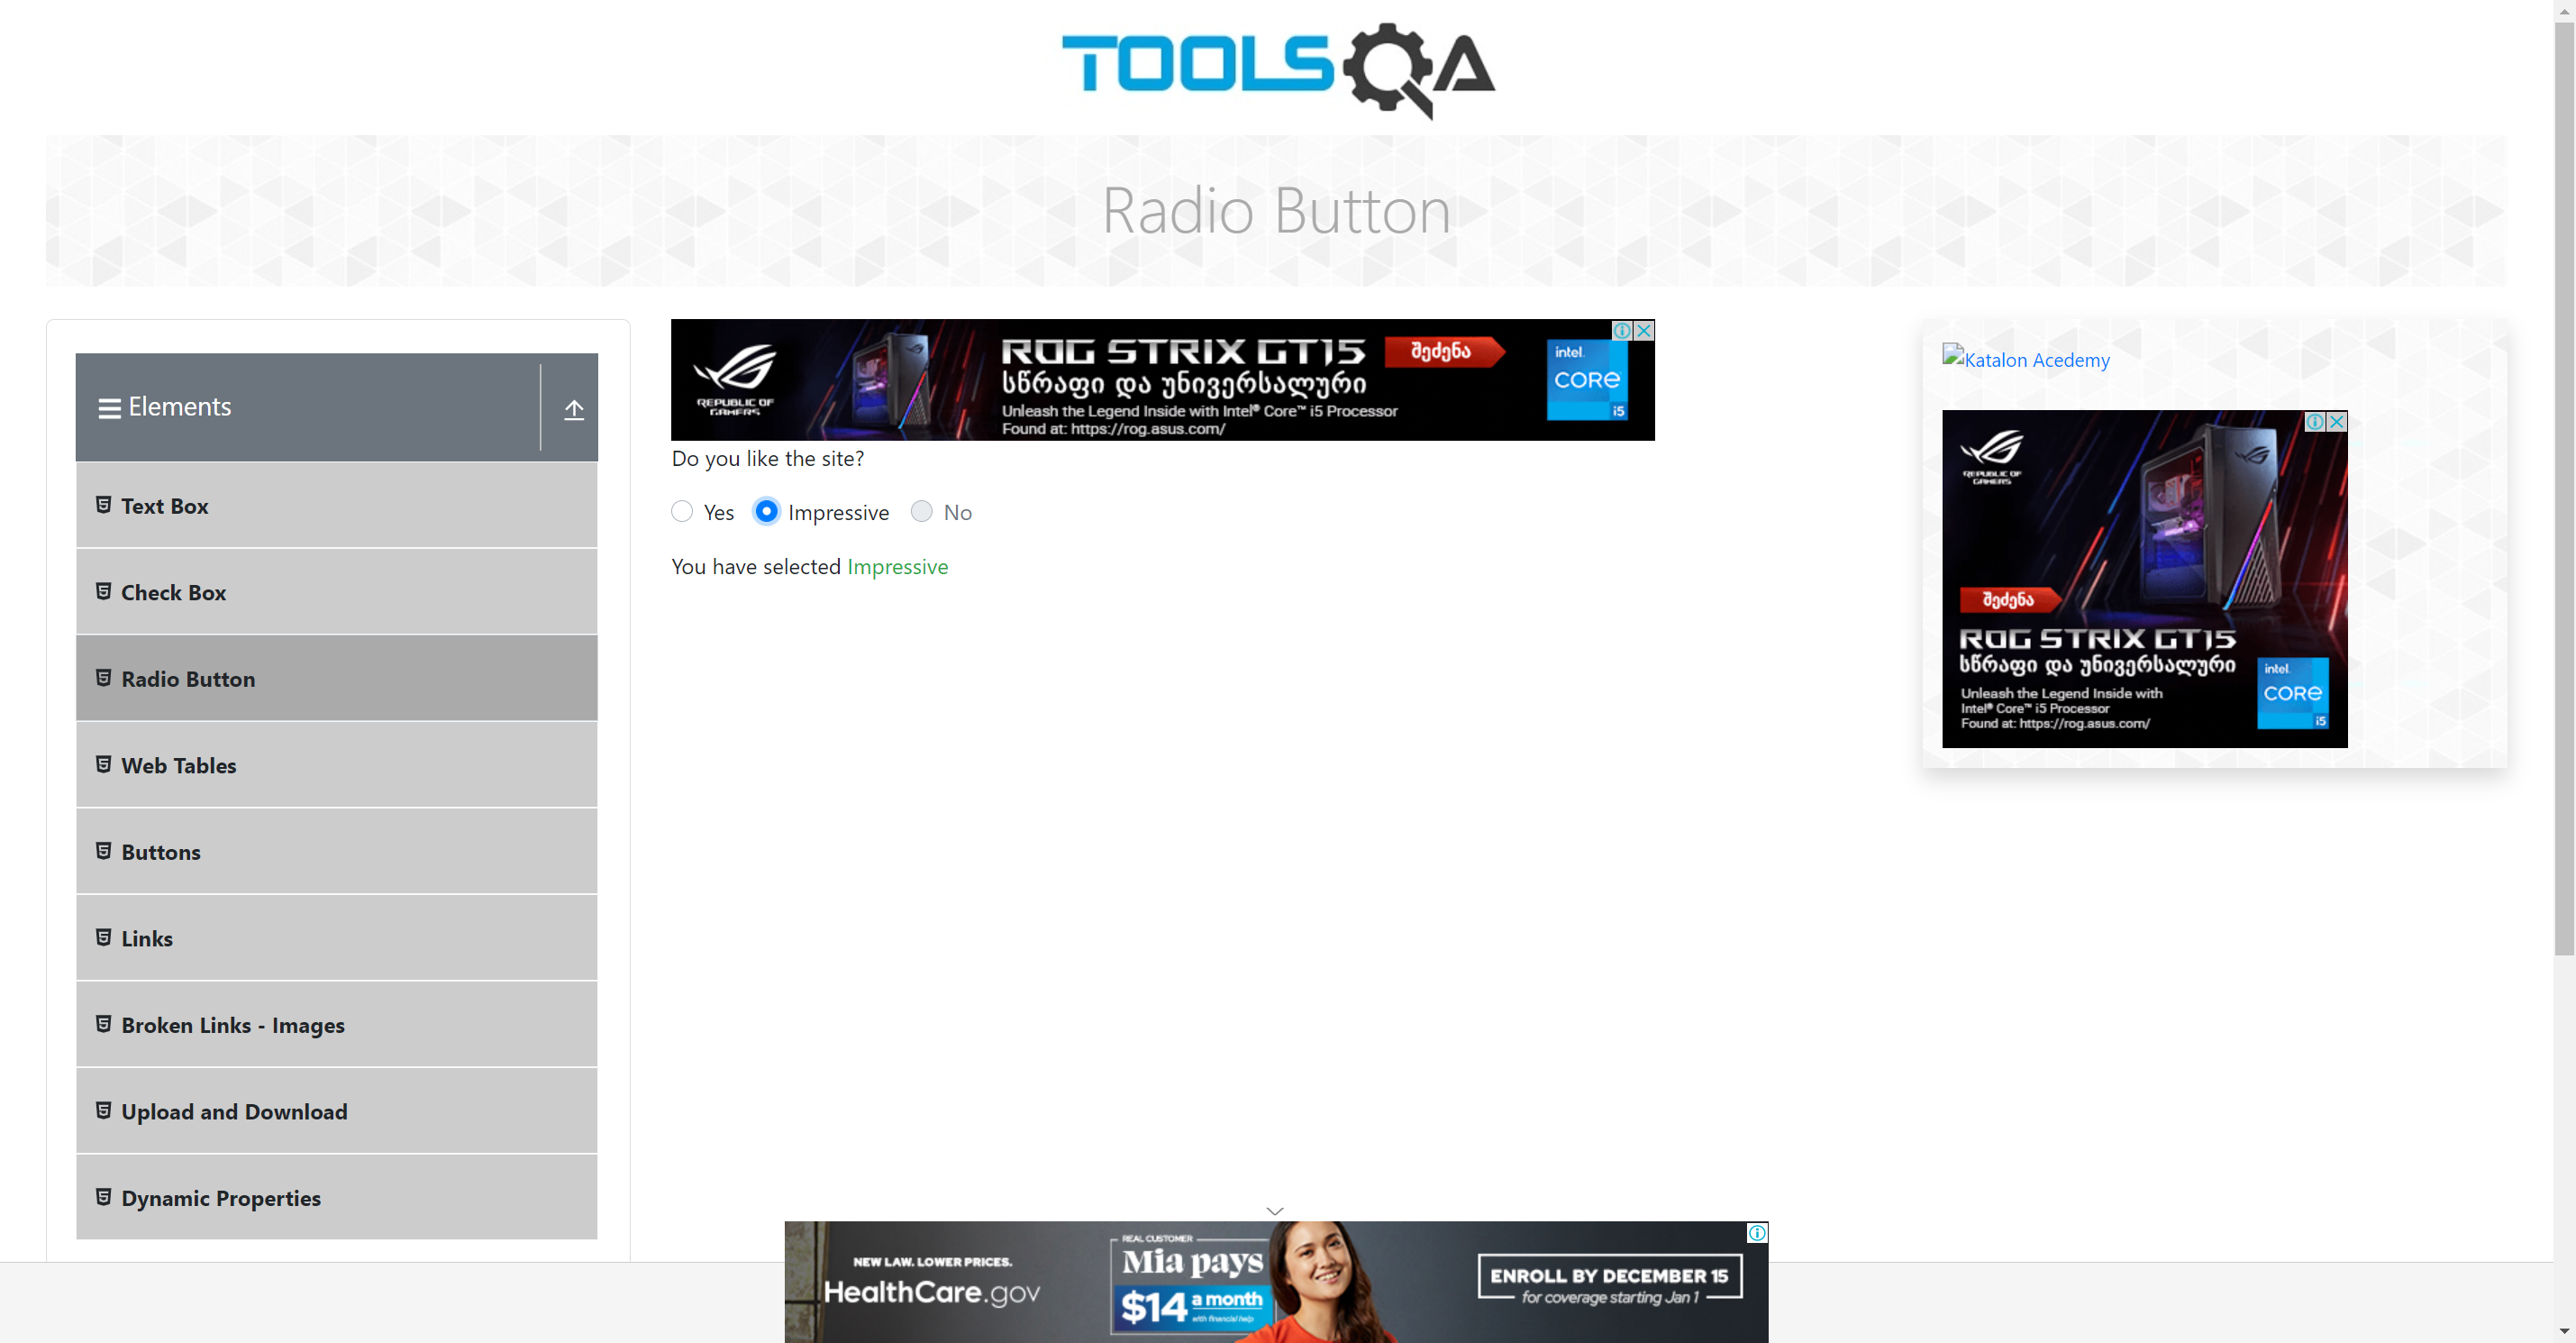 TOOLSQA
Radio Button
Elements
Text Box
Check Box
Radio Button
Web Tables
Buttons
Links
Broken Links - Images
Upload and Download
Dynamic Properties
REPUBLIC OF
GAMERS
ROG STRIX GT15
სწრაფი და უნივერსალური
Unleash the Legend Inside with Intel® Core™ i5 Processor
Found at: https://rog.asus.com/
შეძენა
intel.
CORE
i5
Do you like the site?
Yes
Impressive
No
You have selected Impressive
Katalon Acedemy
REPUBLIC OF
GAMERS
შეძენა
ROG STRIX GT15
სწრაფი და უნივერსალური
Unleash the Legend Inside with
Intel® Core™ i5 Processor
Found at: https://rog.asus.com/
intel.
CORE
i5
NEW LAW. LOWER PRICES.
HealthCare.gov
REAL CUSTOMER
Mia pays
$14 a month
with financial help
ENROLL BY DECEMBER 15
for coverage starting Jan 1